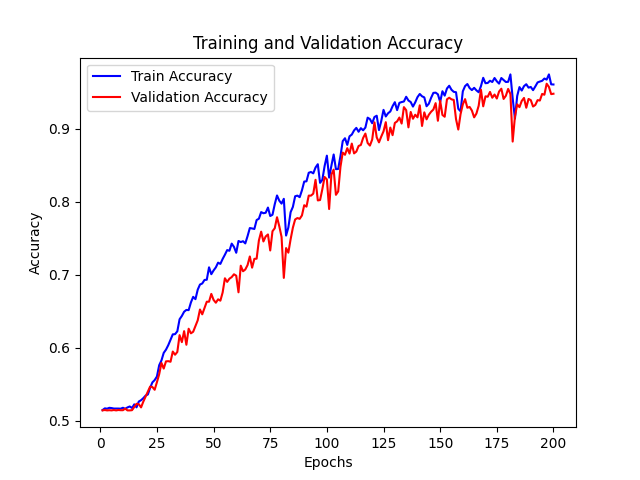 Training and Validation Accuracy
Train Accuracy
Validation Accuracy
Accuracy
0.9
0.8
0.7
0.6
0.5
0 25 50 75 100 125 150 175 200
Epochs